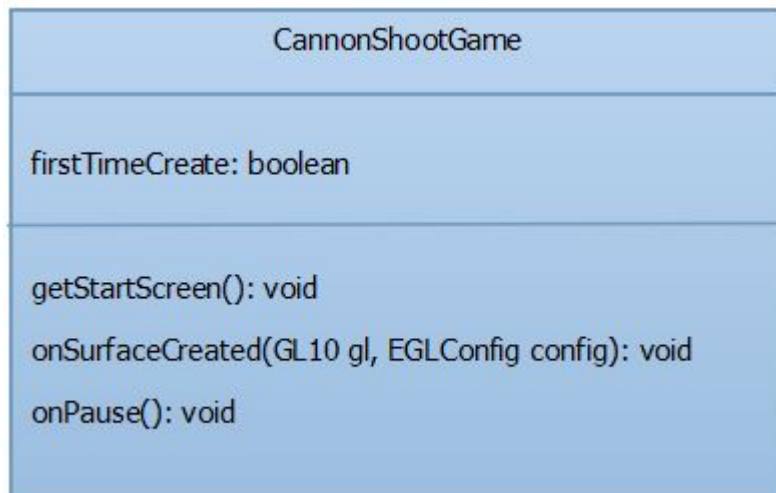 CannonShootGame
firstTimeCreate: boolean
getStartScreen(): void
onSurfaceCreated(GL10 gl, EGLConfig config): void
onPause(): void